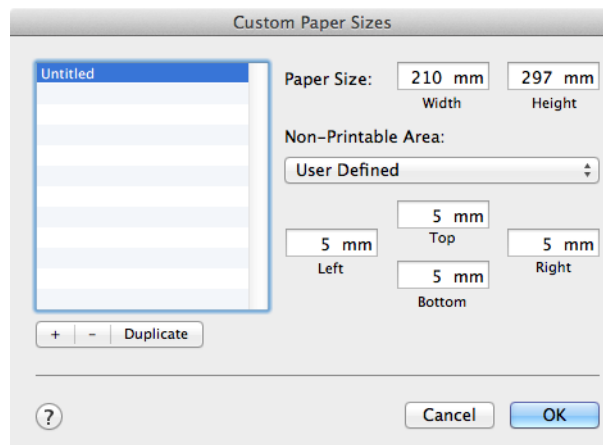 Custom Paper Sizes
Untitled
Paper Size:
210 mm
297 mm
Width
Height
Non-Printable Area:
User Defined
5 mm
Top
5 mm
5 mm
Left
Right
5 mm
Bottom
+
-
Duplicate
?
Cancel
OK